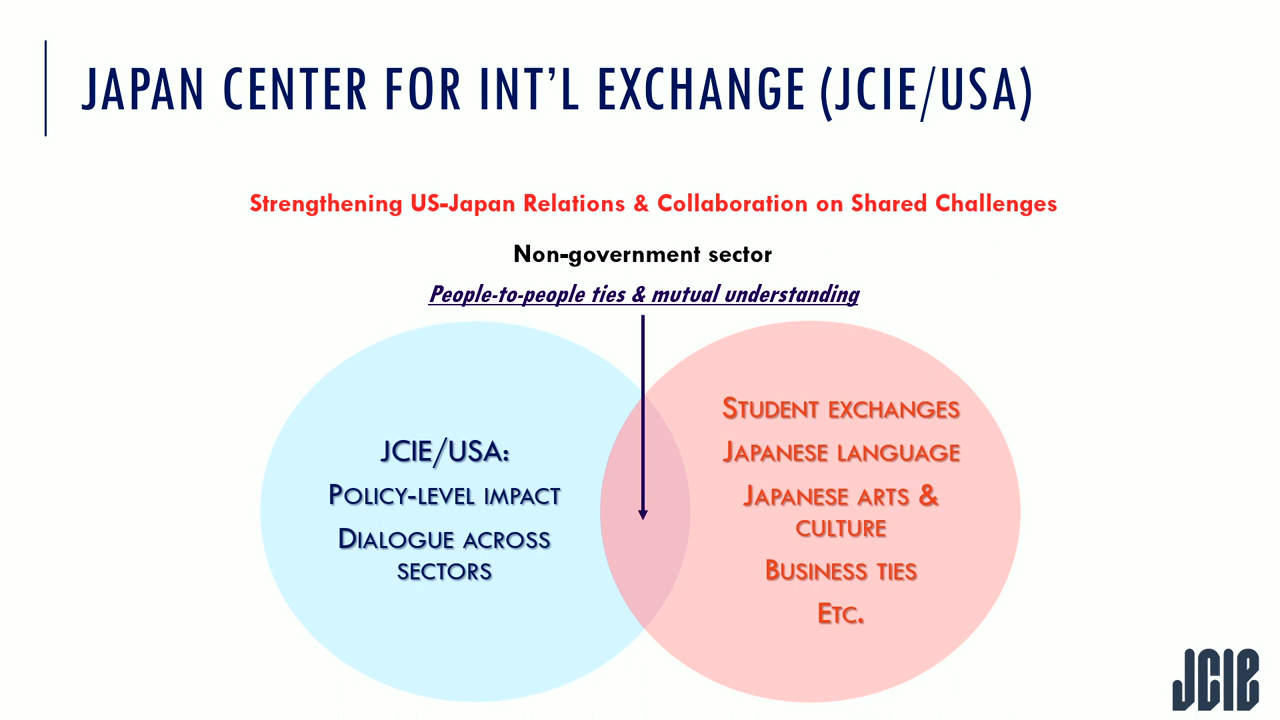 JAPAN CENTER FOR INT'L EXCHANGE (JCIE/USA)
Strengthening US-Japan Relations & Collaboration on Shared Challenges
Non-government sector
People-to-people ties & mutual understanding
JCIE/USA:
POLICY-LEVEL IMPACT
DIALOGUE ACROSS
SECTORS
STUDENT EXCHANGES
JAPANESE LANGUAGE
JAPANESE ARTS &
CULTURE
BUSINESS TIES
ETC.
JCIE